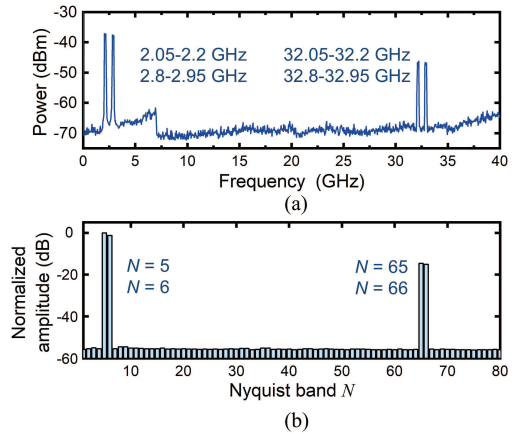 -30
-40
-50
-60
-70
Power (dBm)
2.05-2.2 GHz
2.8-2.95 GHz
32.05-32.2 GHz
32.8-32.95 GHz
0 5 10 15 20 25 30 35 40
Frequency (GHz)
(a)
0
-20
-40
-60
Normalized
amplitude (dB)
N = 5
N = 6
N = 65
N = 66
10 20 30 40 50 60 70 80
Nyquist band N
(b)